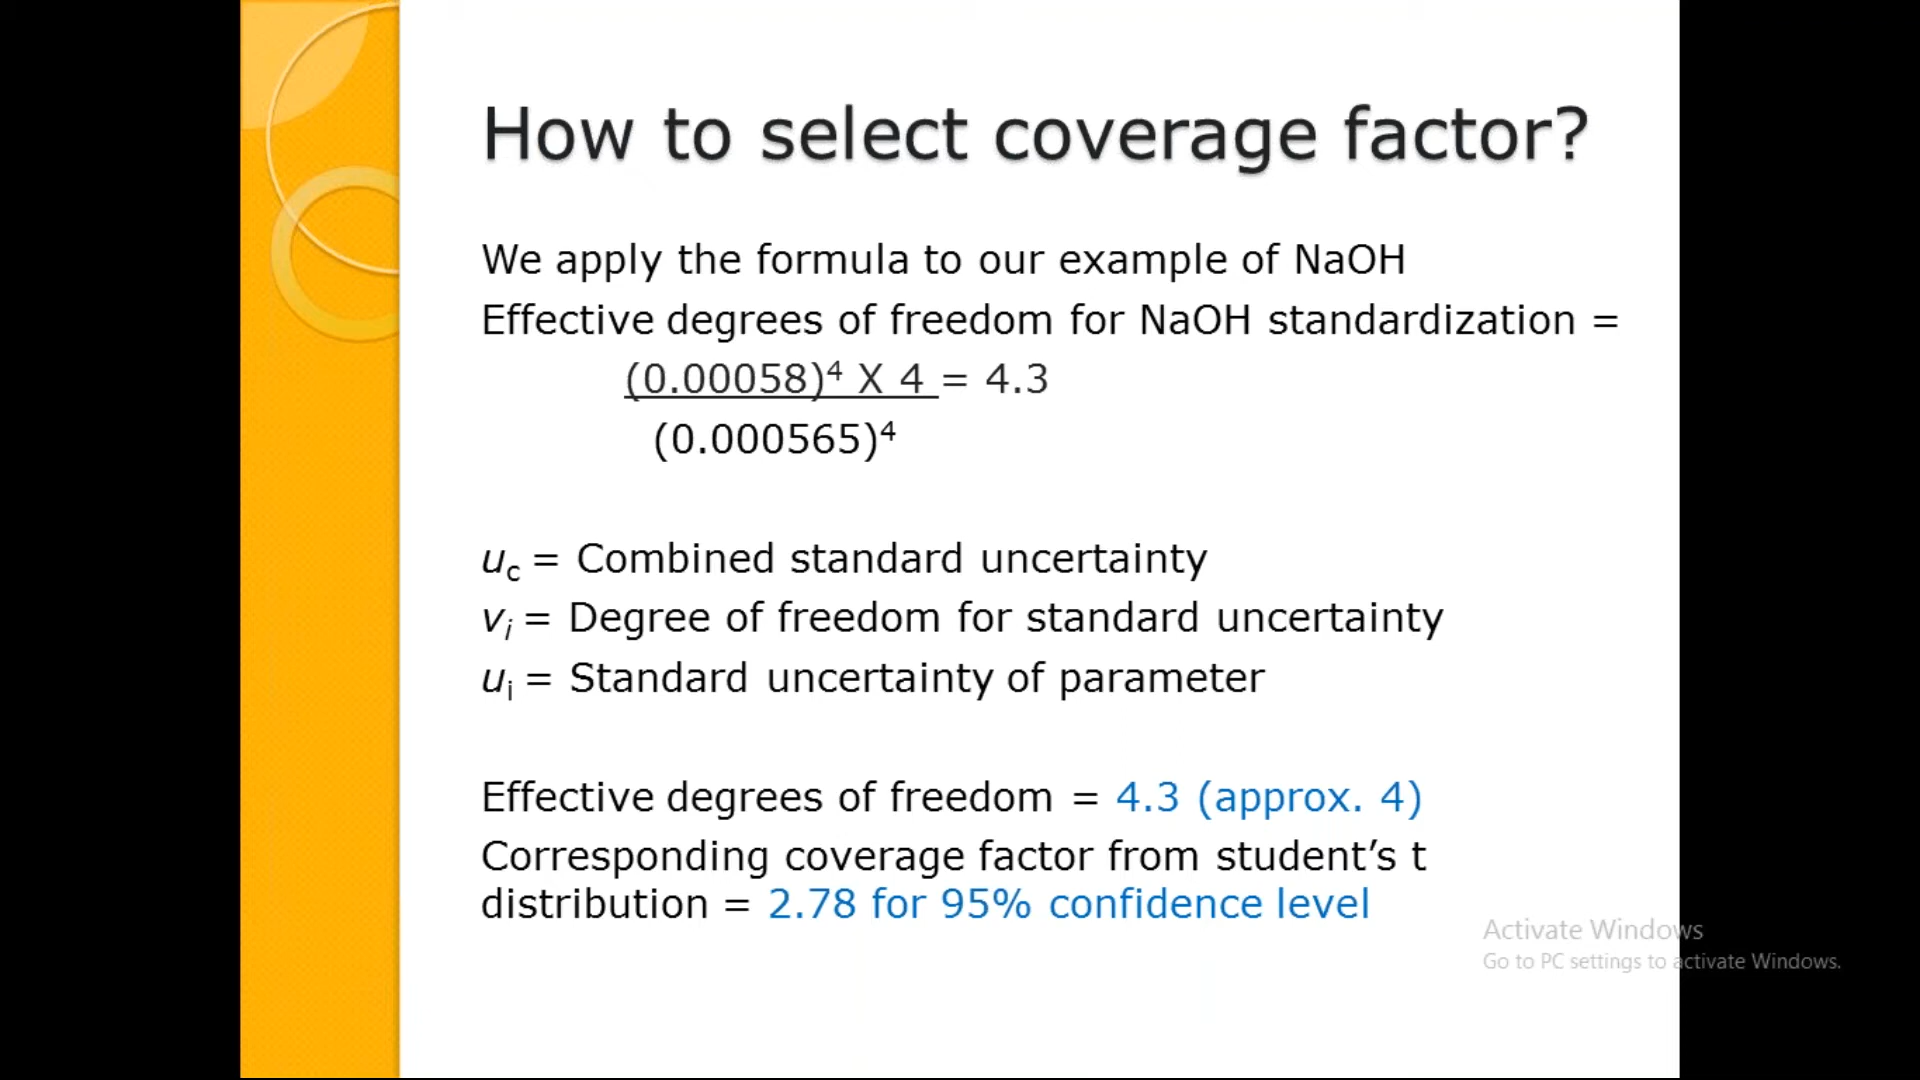 How to select coverage factor?
We apply the formula to our example of NaOH
Effective degrees of freedom for NaOH standardization =
(0.00058)⁴ X 4 = 4.3
(0.000565)⁴
u_c = Combined standard uncertainty
v_i = Degree of freedom for standard uncertainty
u_i = Standard uncertainty of parameter
Effective degrees of freedom = 4.3 (approx. 4)
Corresponding coverage factor from student’s t
distribution = 2.78 for 95% confidence level
Activate Windows
Go to PC settings to activate Windows.